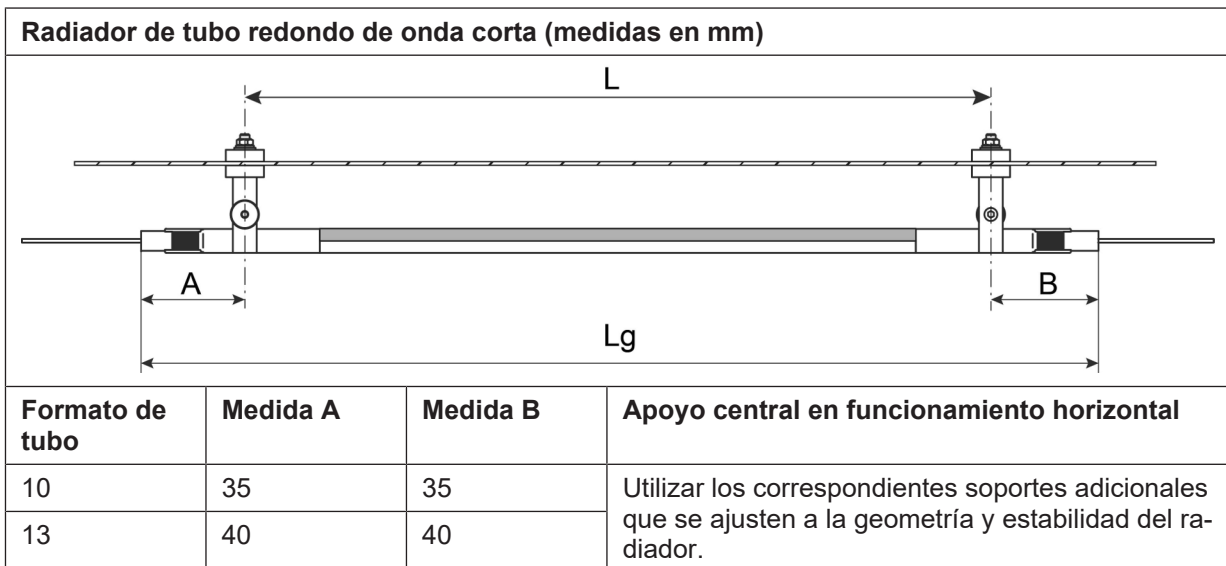 Radiador de tubo redondo de onda corta (medidas en mm)
L
A
B
Lg
Formato de
tubo
Medida A
Medida B
Apoyo central en funcionamiento horizontal
10
35
35
Utilizar los correspondientes soportes adicionales
que se ajusten a la geometría y estabilidad del ra-
diador.
13
40
40